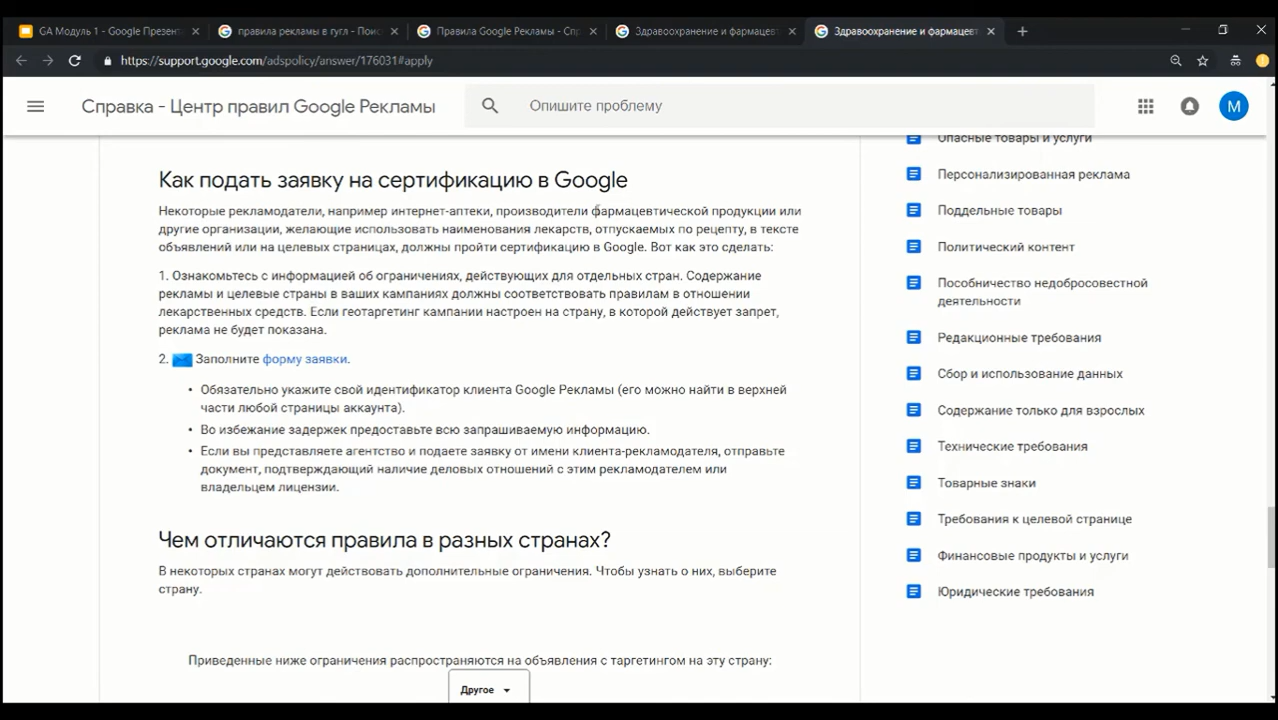 GA Модуль 1 - Google Презент
правила рекламы в гугл - Пои
Правила Google Рекламы - Спр
Здравоохранение и фармацевт
Здравоохранение и фармацевт
https://support.google.com/adspolicy/answer/176031#apply
Справка - Центр правил Google Рекламы
Опишите проблему
M
Как подать заявку на сертификацию в Google
Некоторые рекламодатели, например интернет-аптеки, производители фармацевтической продукции или
другие организации, желающие использовать наименования лекарств, отпускаемых по рецепту, в тексте
объявлений или на целевых страницах, должны пройти сертификацию в Google. Вот как это сделать:
1. Ознакомьтесь с информацией об ограничениях, действующих для отдельных стран. Содержание
рекламы и целевые страны в ваших кампаниях должны соответствовать правилам в отношении
лекарственных средств. Если геотаргетинг кампании настроен на страну, в которой действует запрет,
реклама не будет показана.
2. Заполните форму заявки.
• Обязательно укажите свой идентификатор клиента Google Рекламы (его можно найти в верхней
части любой страницы аккаунта).
• Во избежание задержек предоставьте всю запрашиваемую информацию.
• Если вы представляете агентство и подаете заявку от имени клиента-рекламодателя, отправьте
документ, подтверждающий наличие деловых отношений с этим рекламодателем или
владельцем лицензии.
Чем отличаются правила в разных странах?
В некоторых странах могут действовать дополнительные ограничения. Чтобы узнать о них, выберите
страну.
Приведенные ниже ограничения распространяются на объявления с таргетингом на эту страну:
Другое
Опасные товары и услуги
Персонализированная реклама
Поддельные товары
Политический контент
Пособничество недобросовестной
деятельности
Редакционные требования
Сбор и использование данных
Содержание только для взрослых
Технические требования
Товарные знаки
Требования к целевой странице
Финансовые продукты и услуги
Юридические требования